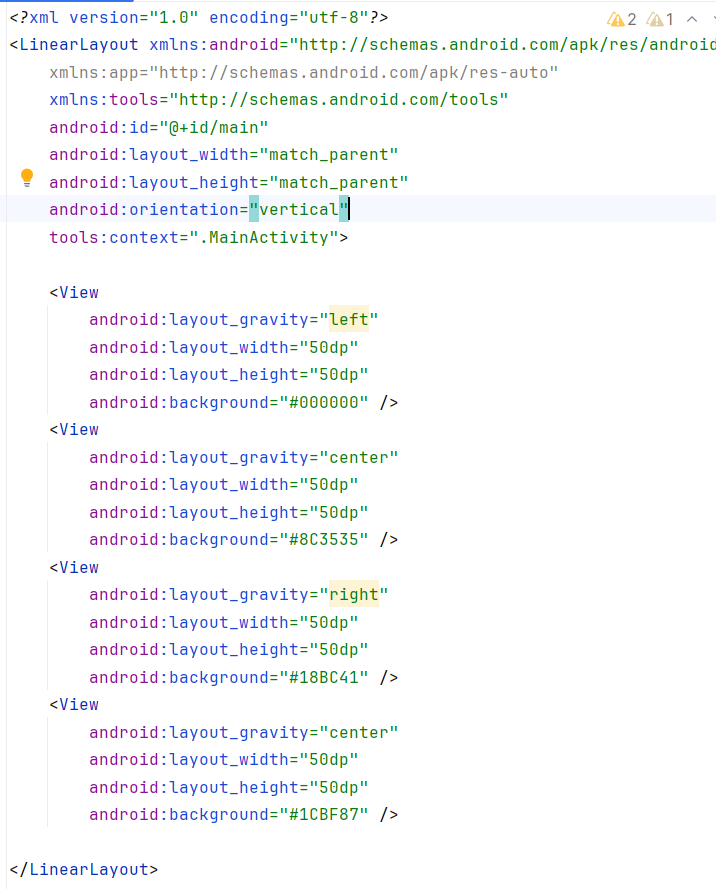 <?xml version="1.0" encoding="utf-8"?>
2 1
<LinearLayout xmlns:android="http://schemas.android.com/apk/res/android
xmlns:app="http://schemas.android.com/apk/res-auto"
xmlns:tools="http://schemas.android.com/tools"
android:id="@+id/main"
android:layout_width="match_parent"
android:layout_height="match_parent"
android:orientation="vertical"
tools:context=".MainActivity">
<View
android:layout_gravity="left"
android:layout_width="50dp"
android:layout_height="50dp"
android:background="#000000" />
<View
android:layout_gravity="center"
android:layout_width="50dp"
android:layout_height="50dp"
android:background="#8C3535" />
<View
android:layout_gravity="right"
android:layout_width="50dp"
android:layout_height="50dp"
android:background="#18BC41" />
<View
android:layout_gravity="center"
android:layout_width="50dp"
android:layout_height="50dp"
android:background="#1CBF87" />
</LinearLayout>